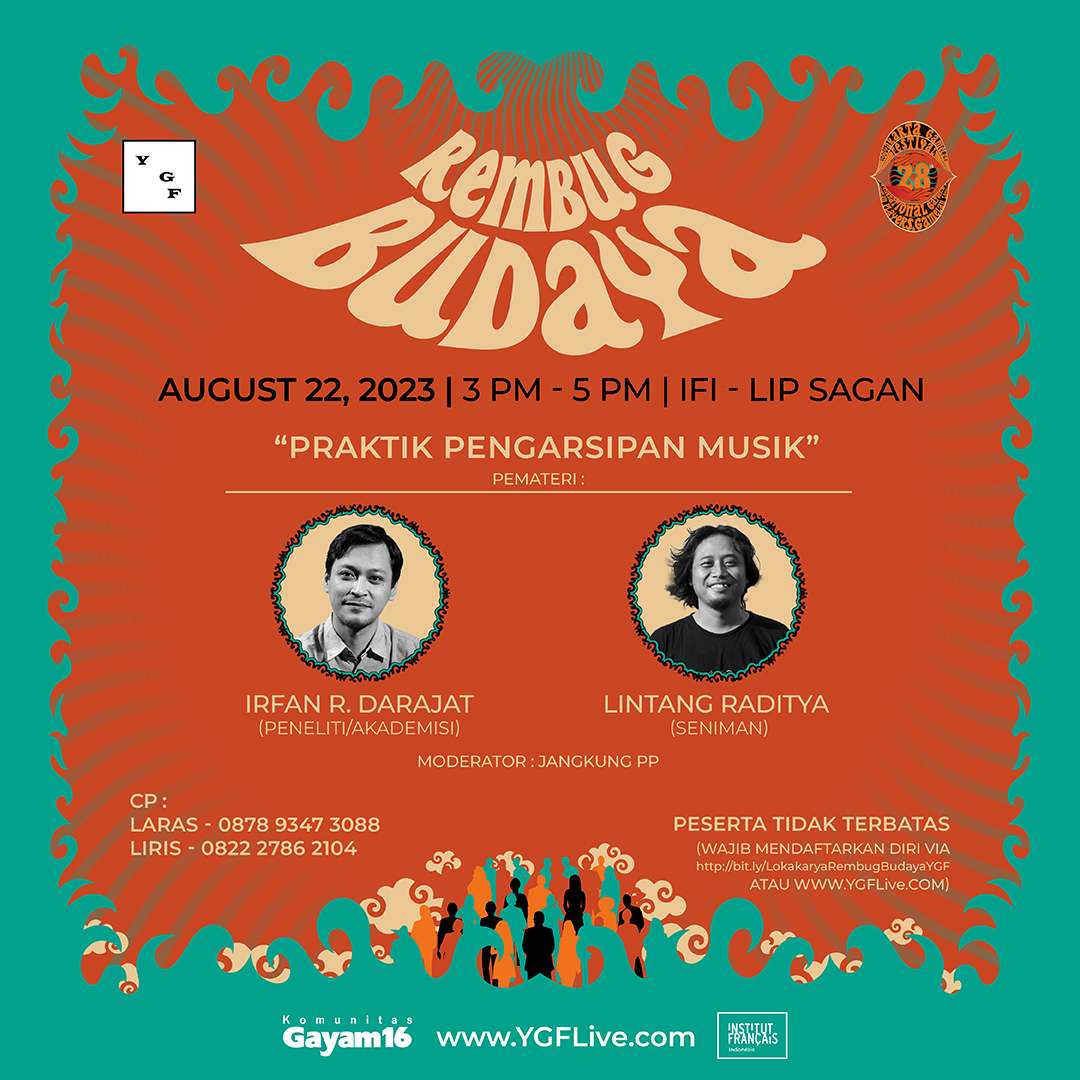 Y
G
F
28
REMBUG
BUDAYA
AUGUST 22, 2023 | 3 PM - 5 PM | IFI - LIP SAGAN
“PRAKTIK PENGARSIPAN MUSIK”
PEMATERI :
IRFAN R. DARAJAT
(PENELITI/AKADEMISI)
LINTANG RADITYA
(SENIMAN)
MODERATOR : JANGKUNG PP
CP :
LARAS - 0878 9347 3088
LIRIS - 0822 2786 2104
PESERTA TIDAK TERBATAS
(WAJIB MENDAFTARKAN DIRI VIA
http://bit.ly/LokakaryaRembugBudayaYGF
ATAU WWW.YGFLive.COM)
Komunitas
Gayam16
www.YGFLive.com
INSTITUT
FRANÇAIS
Indonésie